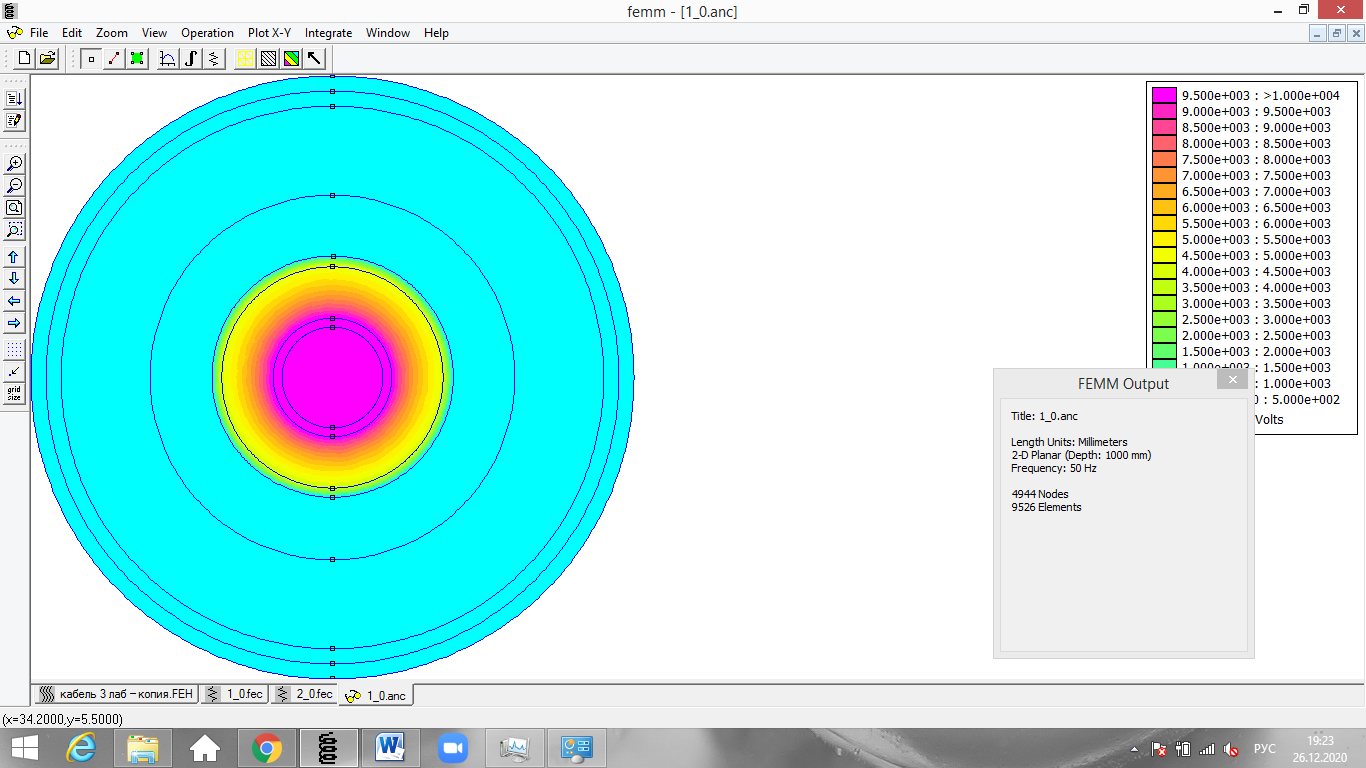 femm - [1_0.anc]
File Edit Zoom View Operation Plot X-Y Integrate Window Help
9.500e+003 : >1.000e+004
9.000e+003 : 9.500e+003
8.500e+003 : 9.000e+003
8.000e+003 : 8.500e+003
7.500e+003 : 8.000e+003
7.000e+003 : 7.500e+003
6.500e+003 : 7.000e+003
6.000e+003 : 6.500e+003
5.500e+003 : 6.000e+003
5.000e+003 : 5.500e+003
4.500e+003 : 5.000e+003
4.000e+003 : 4.500e+003
3.500e+003 : 4.000e+003
3.000e+003 : 3.500e+003
2.500e+003 : 3.000e+003
2.000e+003 : 2.500e+003
1.500e+003 : 2.000e+003
: 1.500e+003
: 1.000e+003
0 : 5.000e+002
Volts
FEMM Output
Title: 1_0.anc
Length Units: Millimeters
2-D Planar (Depth: 1000 mm)
Frequency: 50 Hz
4944 Nodes
9526 Elements
grid
size
кабель 3 лаб – копия.FEH 1_0.fec 2_0.fec 1_0.anc
(x=34.2000,y=5.5000)
РУС
19:23
26.12.2020